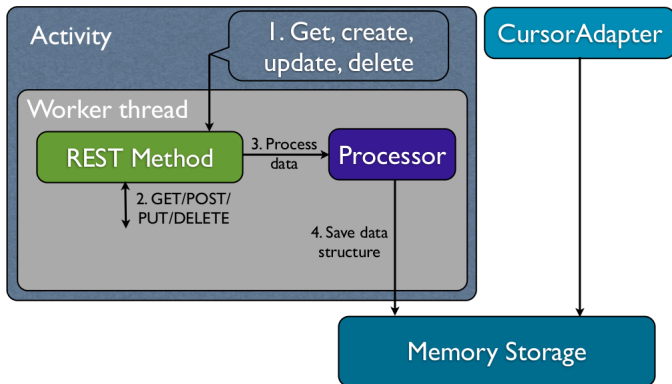 Activity
1. Get, create,
update, delete
CursorAdapter
Worker thread
REST Method
3. Process
data
Processor
2. GET/POST/
PUT/DELETE
4. Save data
structure
Memory Storage